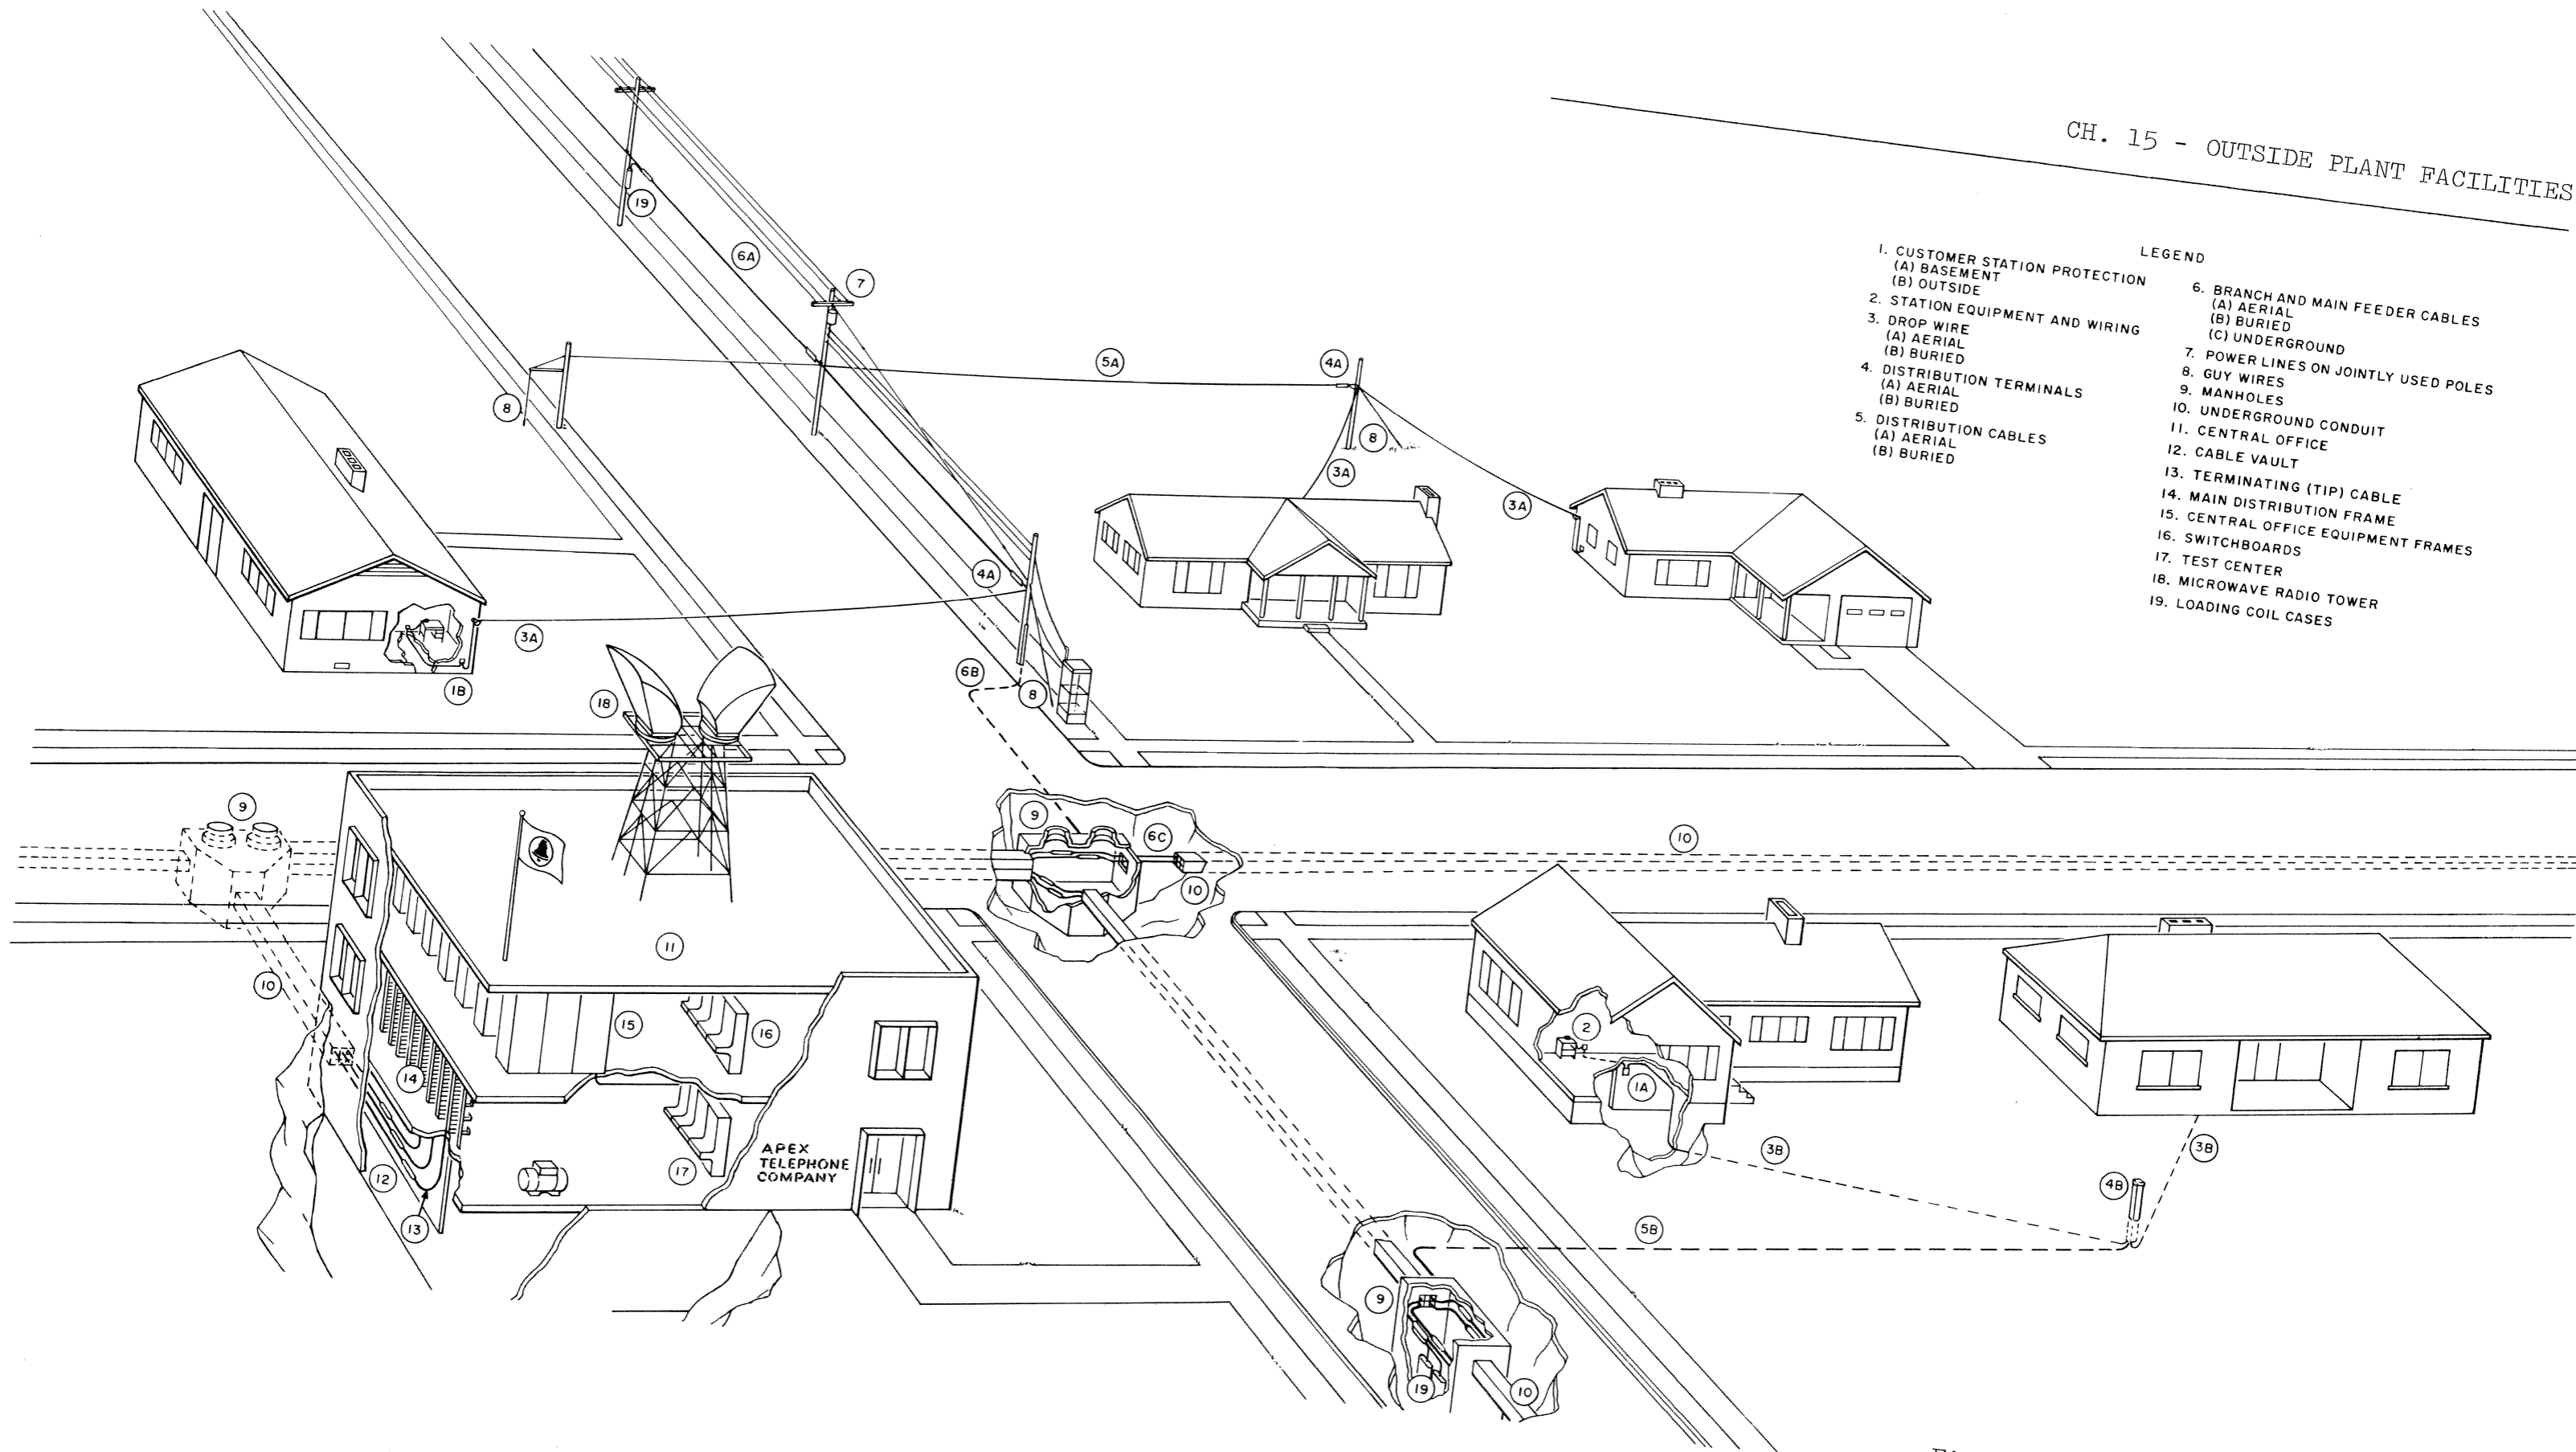 CH. 15 - OUTSIDE PLANT FACILITIES
LEGEND
1. CUSTOMER STATION PROTECTION
(A) BASEMENT
(B) OUTSIDE
2. STATION EQUIPMENT AND WIRING
3. DROP WIRE
(A) AERIAL
(B) BURIED
4. DISTRIBUTION TERMINALS
(A) AERIAL
(B) BURIED
5. DISTRIBUTION CABLES
(A) AERIAL
(B) BURIED
6. BRANCH AND MAIN FEEDER CABLES
(A) AERIAL
(B) BURIED
(C) UNDERGROUND
7. POWER LINES ON JOINTLY USED POLES
8. GUY WIRES
9. MANHOLES
10. UNDERGROUND CONDUIT
11. CENTRAL OFFICE
12. CABLE VAULT
13. TERMINATING (TIP) CABLE
14. MAIN DISTRIBUTION FRAME
15. CENTRAL OFFICE EQUIPMENT FRAMES
16. SWITCHBOARDS
17. TEST CENTER
18. MICROWAVE RADIO TOWER
19. LOADING COIL CASES
19
6A
7
5A
4A
8
8
3A
3A
4A
3A
1B
6B
8
18
9
9
6C
10
10
11
10
15
16
2
14
1A
17
APEX
TELEPHONE
COMPANY
12
13
3B
3B
4B
5B
9
19
10